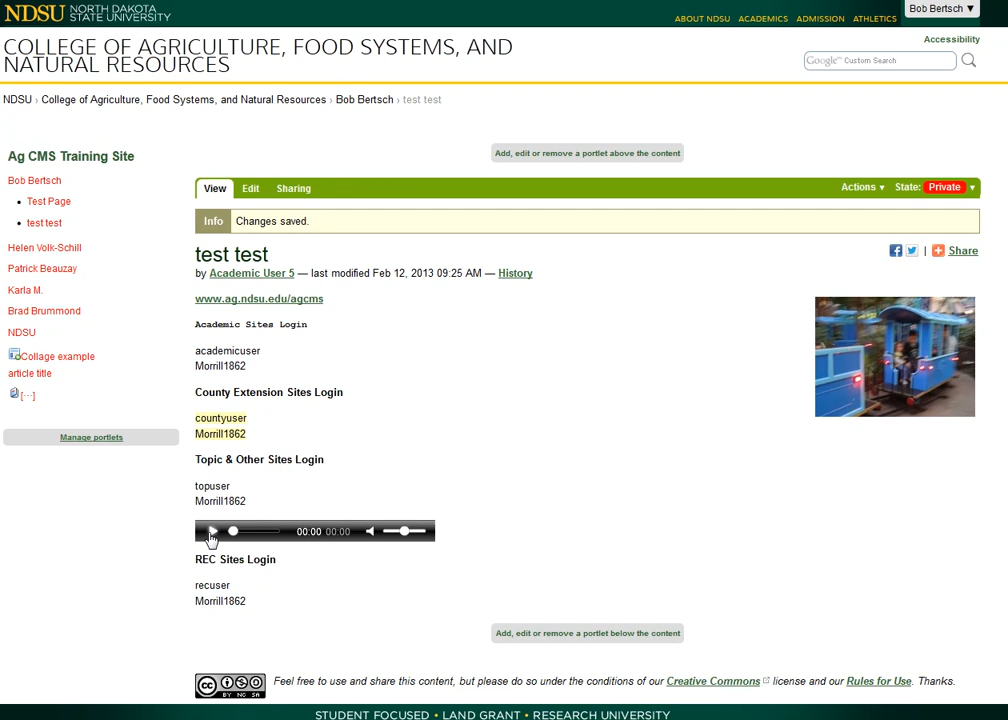 NDSU NORTH DAKOTA
STATE UNIVERSITY
ABOUT NDSU ACADEMICS ADMISSION ATHLETICS
Bob Bertsch ▼
COLLEGE OF AGRICULTURE, FOOD SYSTEMS, AND
NATURAL RESOURCES
Accessibility
Google™ Custom Search
NDSU › College of Agriculture, Food Systems, and Natural Resources › Bob Bertsch › test test
Ag CMS Training Site
Bob Bertsch
Test Page
test test
Helen Volk-Schill
Patrick Beauzay
Karla M.
Brad Brummond
NDSU
Collage example
article title
[...]
Manage portlets
Add, edit or remove a portlet above the content
View Edit Sharing
Actions ▼ State: Private ▼
Info Changes saved.
test test
| Share
by Academic User 5 — last modified Feb 12, 2013 09:25 AM — History
www.ag.ndsu.edu/agcms
Academic Sites Login
academicuser
Morrill1862
County Extension Sites Login
countyuser
Morrill1862
Topic & Other Sites Login
topuser
Morrill1862
00:00 00:00
REC Sites Login
recuser
Morrill1862
Add, edit or remove a portlet below the content
cc BY NC SA
Feel free to use and share this content, but please do so under the conditions of our Creative Commons license and our Rules for Use. Thanks.
STUDENT FOCUSED • LAND GRANT • RESEARCH UNIVERSITY